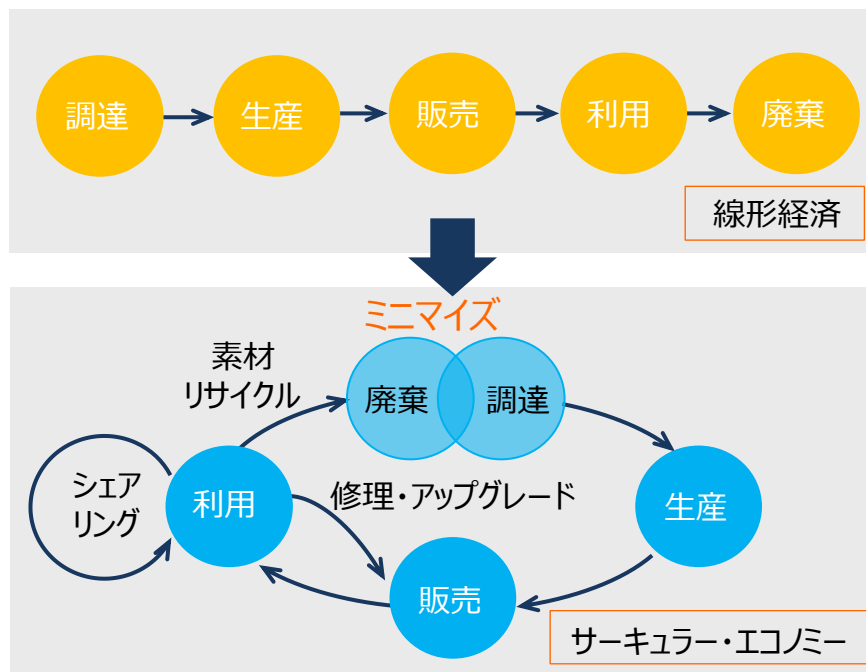 調達
生産
販売
利用
廃棄
線形経済
ミニマイズ
素材
リサイクル
廃棄
調達
シェア
リング
利用
修理・アップグレード
生産
販売
サーキュラー・エコノミー